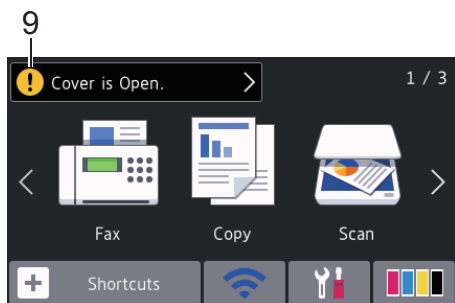 9
Cover is Open.
1 / 3
Fax Copy Scan
Shortcuts